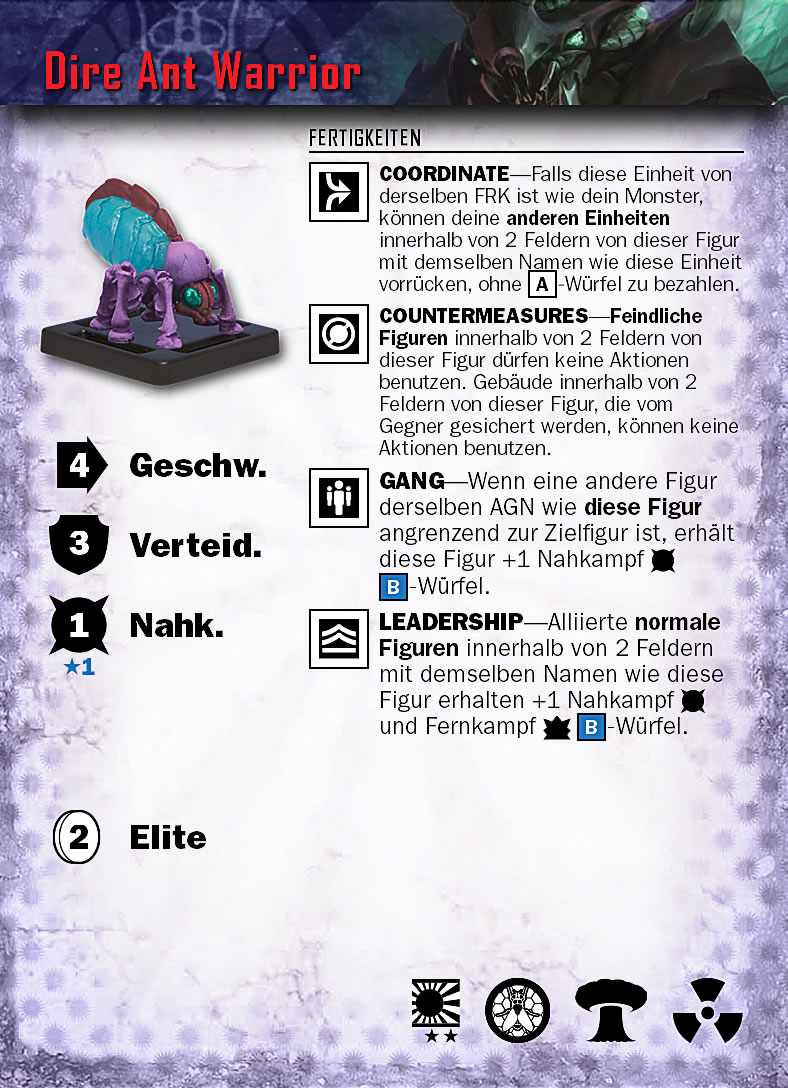 Dire Ant Warrior
FERTIGKEITEN
COORDINATE—Falls diese Einheit von
derselben FRK ist wie dein Monster,
können deine anderen Einheiten
innerhalb von 2 Feldern von dieser Figur
mit demselben Namen wie diese Einheit
vorrücken, ohne A-Würfel zu bezahlen.
COUNTERMEASURES—Feindliche
Figuren innerhalb von 2 Feldern von
dieser Figur dürfen keine Aktionen
benutzen. Gebäude innerhalb von 2
Feldern von dieser Figur, die vom
Gegner gesichert werden, können keine
Aktionen benutzen.
GANG—Wenn eine andere Figur
derselben AGN wie diese Figur
angrenzend zur Zielfigur ist, erhält
diese Figur +1 Nahkampf
B-Würfel.
LEADERSHIP—Alliierte normale
Figuren innerhalb von 2 Feldern
mit demselben Namen wie diese
Figur erhalten +1 Nahkampf
und Fernkampf B-Würfel.
4 Geschw.
3 Verteid.
1 Nahk.
★1
2 Elite